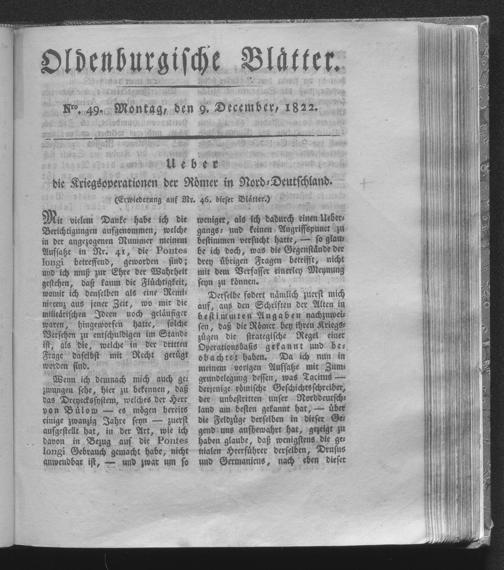 Oldenburgische Blätter.
Nro. 49. Montag, den 9. December, 1822.
Ueber
die Kriegsoperationen der Römer in Nord-Deutschland.
(Erwiederung auf Nr. 46. dieser Blätter.)
Mit vielem Danke habe ich die
Berichtigungen aufgenommen, welche
in der angezogenen Nummer meinem
Aufsatze in Nr. 41, die Pontes
longi betreffend, geworden sind;
und ich muß zur Ehre der Wahrheit
gestehen, daß kaum die Flüchtigkeit,
womit ich denselben als eine Remi-
niscenz aus jener Zeit, wo mir die
militärischen Ideen noch geläufiger
waren, hingeworfen hatte, solche
Versehen zu entschuldigen im Stande
ist, als die, welche in der dritten
Frage daselbst mit Recht gerügt
worden sind.
Wenn ich demnach mich auch ge-
zwungen sehe, hier zu bekennen, daß
das Dreyecksystem, welches der Herr
von Bülow — es mögen bereits
einige zwanzig Jahre seyn — zuerst
aufgestellt hat, in der Art, wie ich
davon in Bezug auf die Pontes
longi Gebrauch gemacht habe, nicht
anwendbar ist, — und zwar um so
weniger, als ich dadurch einen Ueber-
gangs- und keinen Angriffspunct zu
bestimmen versucht hatte, — so glau-
be ich doch, was die Gegenstände der
drey übrigen Fragen betrifft, nicht
mit dem Verfasser einerley Meynung
seyn zu können.
Derselbe fodert nämlich zuerst mich
auf, aus den Schriften der Alten in
bestimmten Angaben nachzuwei-
sen, daß die Römer bey ihren Kriegs-
zügen die strategische Regel einer
Operationsbasis gekannt und be-
obachtet haben. Da ich nun in
meinem vorigen Aufsatze mit Zum
grundelegung dessen, was Tacitus —
derjenige römische Geschichtschreiber,
der unbestritten unser Norddeutsch-
land am besten gekannt hat, — über
die Feldzüge derselben in dieser Ge-
gend uns aufbewahrt hat, gezeigt zu
haben glaube, daß wenigstens die ge-
nialen Heerführer derselben, Drusus
und Germanicus, nach eben dieser